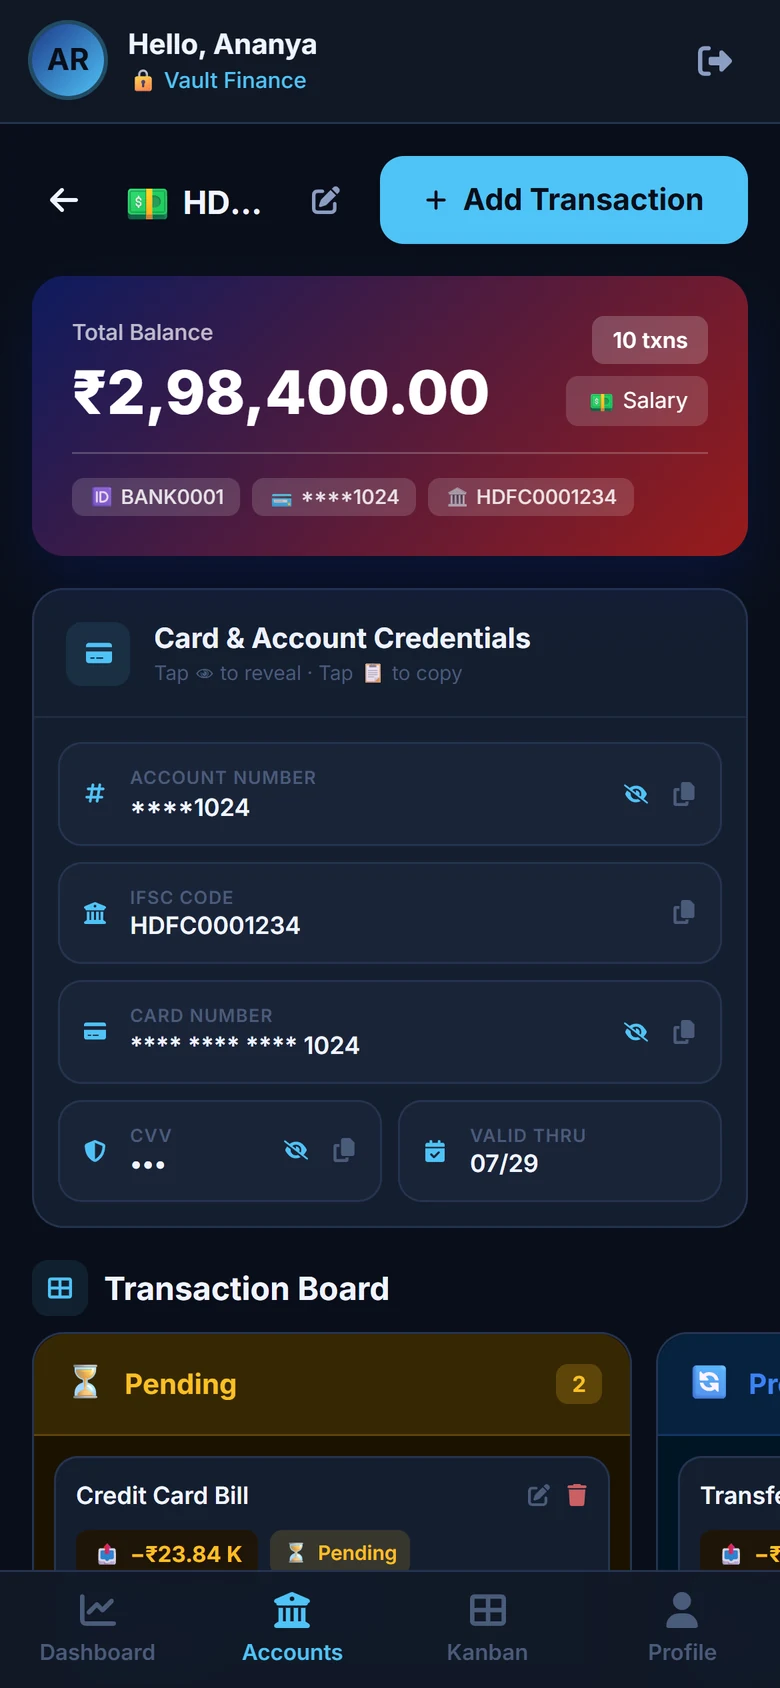 AR
Hello, Ananya
🔒 Vault Finance
💵 HD...
+ Add Transaction
Total Balance
10 txns
₹2,98,400.00
💵 Salary
🆔 BANK0001
💳 ****1024
🏛️ HDFC0001234
Card & Account Credentials
Tap 👁 to reveal · Tap 📋 to copy
ACCOUNT NUMBER
****1024
IFSC CODE
HDFC0001234
CARD NUMBER
**** **** **** 1024
CVV
•••
VALID THRU
07/29
Transaction Board
⏳ Pending
2
🔄 Pr
Credit Card Bill
Transfe
📤 −₹23.84 K
⏳ Pending
📤 −₹
Dashboard
Accounts
Kanban
Profile